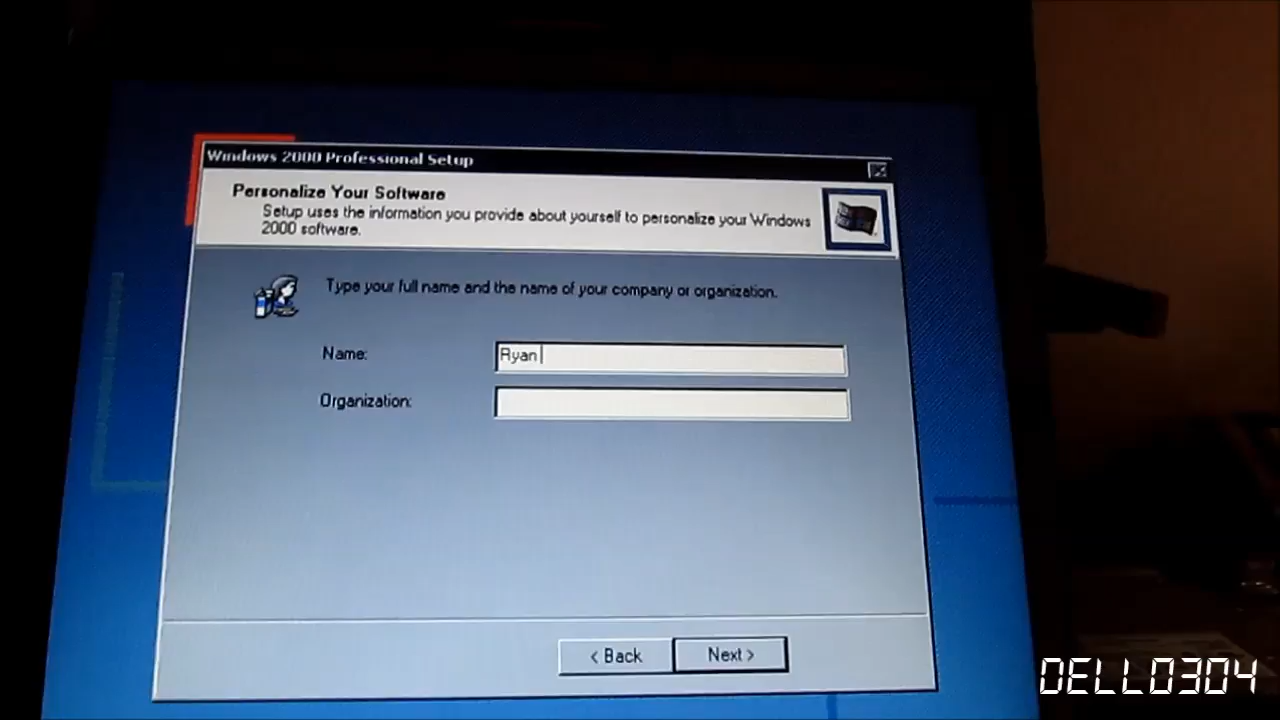 Windows 2000 Professional Setup
Personalize Your Software
Setup uses the information you provide about yourself to personalize your Windows
2000 software.
Type your full name and the name of your company or organization.
Name:
Ryan
Organization:
< Back
Next >
DELL0304